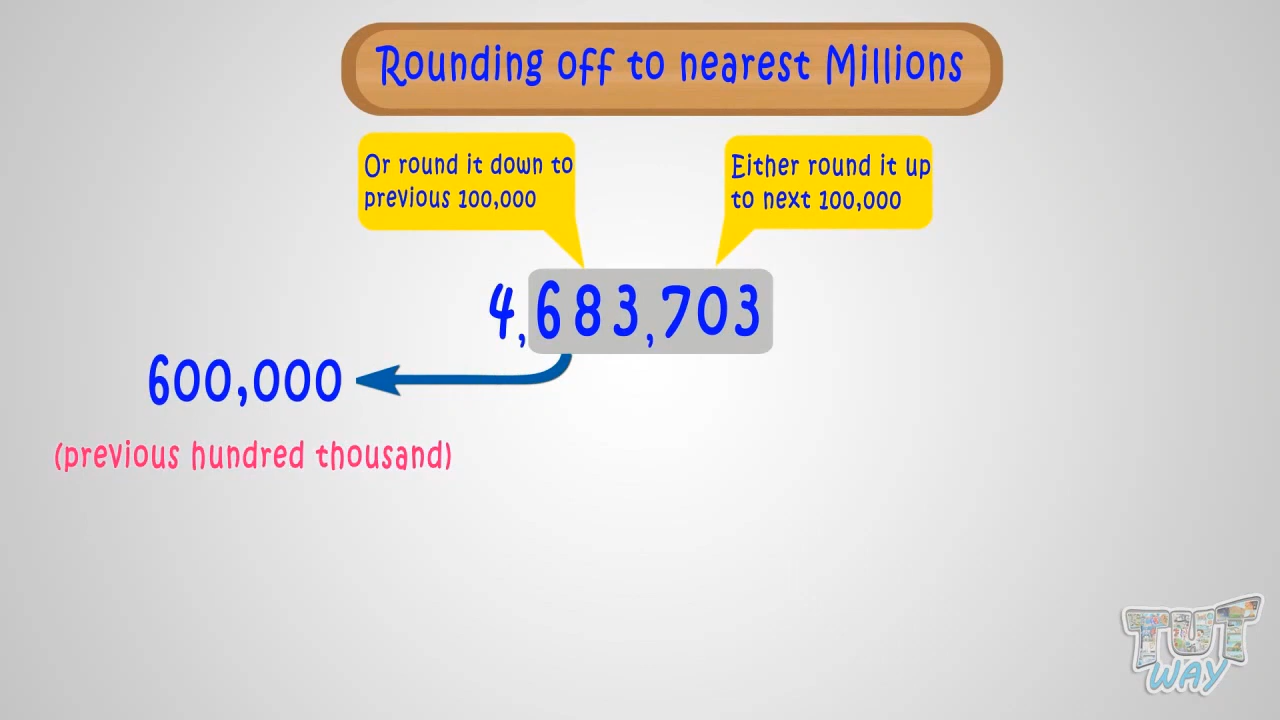 Rounding off to nearest Millions
Or round it down to
previous 100,000
Either round it up
to next 100,000
4,683,703
600,000
(previous hundred thousand)
TUT
WAY